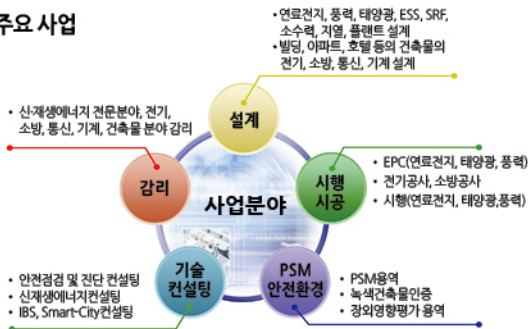 주요 사업
• 연료전지, 풍력, 태양광, ESS, SRF,
소수력, 지열, 플랜트 설계
• 빌딩, 아파트, 호텔 등의 건축물의
전기, 소방, 통신, 기계 설계
설계
• 신·재생에너지 전문분야, 전기,
소방, 통신, 기계, 건축물 분야 감리
감리
사업분야
시행
시공
• EPC(연료전지, 태양광, 풍력)
• 전기공사, 소방공사
• 시행(연료전지, 태양광,풍력)
기술
컨설팅
• 안전점검 및 진단 컨설팅
• 신재생에너지컨설팅
• IBS, Smart-City컨설팅
PSM
안전환경
• PSM용역
• 녹색건축물인증
• 장외영향평가 용역